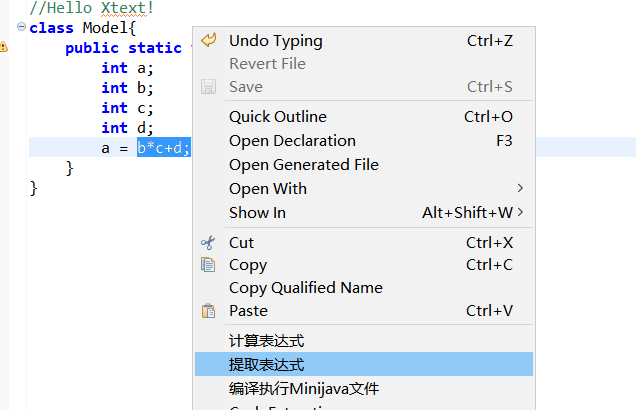 //Hello Xtext!
class Model{
public static
int a;
int b;
int c;
int d;
a = b*c+d;
}
}
Undo Typing Ctrl+Z
Revert File
Save Ctrl+S
Quick Outline Ctrl+O
Open Declaration F3
Open Generated File
Open With
Show In Alt+Shift+W
Cut Ctrl+X
Copy Ctrl+C
Copy Qualified Name
Paste Ctrl+V
计算表达式
提取表达式
编译执行Minijava文件